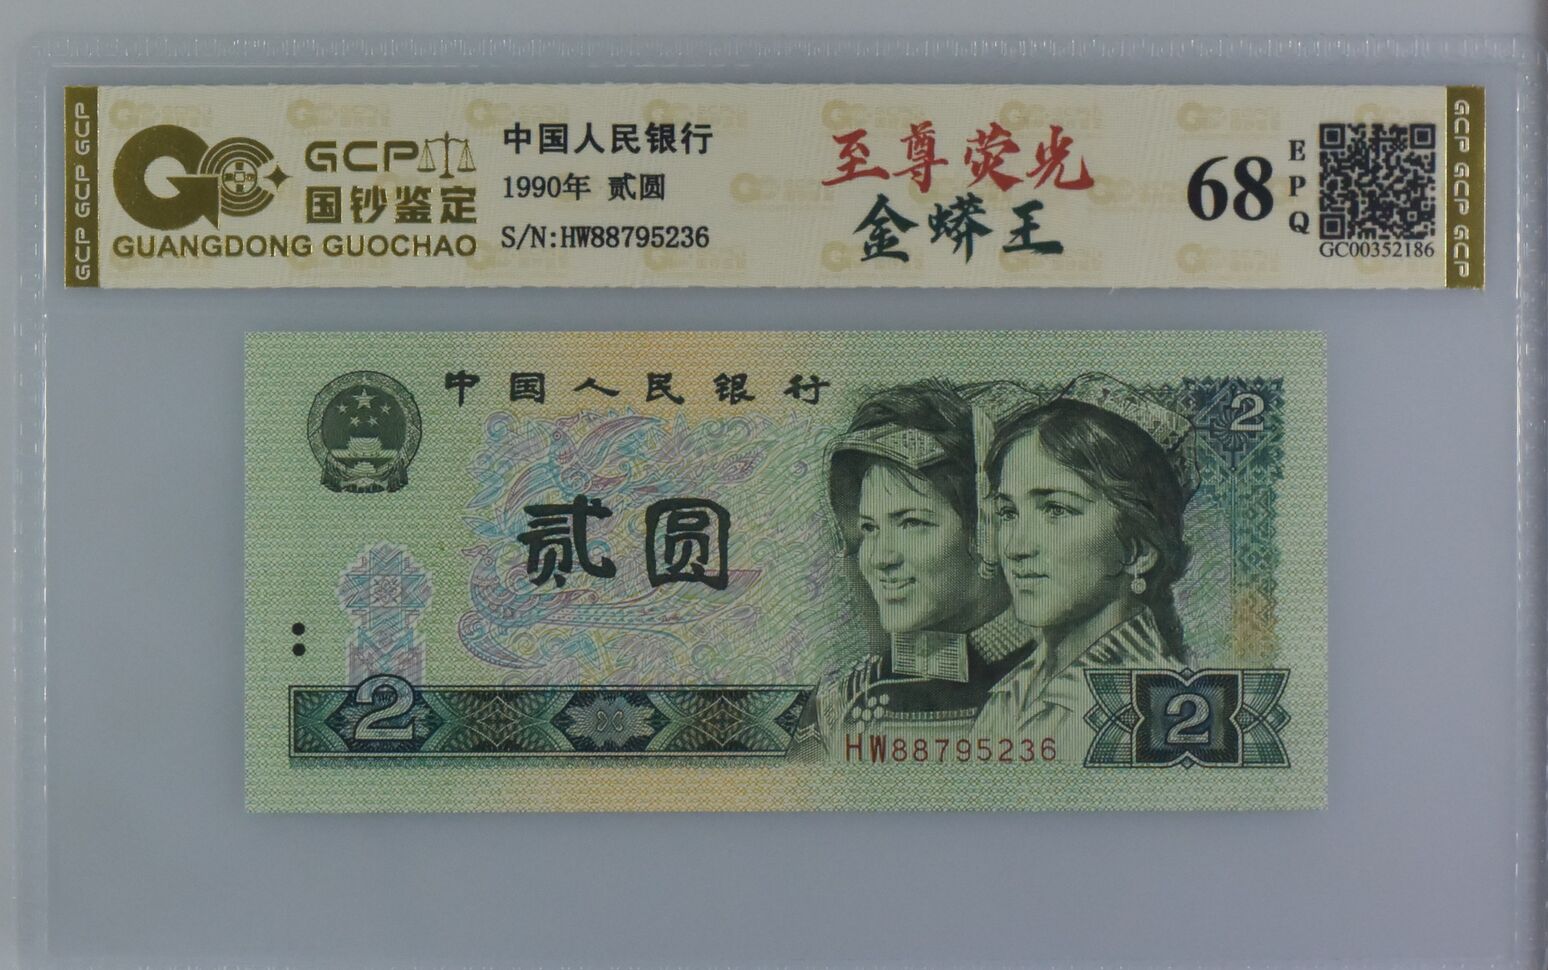 GCP GCP GCP
GCP
国钞鉴定
GUANGDONG GUOCHAO
中国人民银行
1990年 贰圆
S/N:HW88795236
至尊荧光
金蟒王
68
EPQ
GC00352186
GCP GCP GCP
中国人民银行
2
贰圆
2
HW88795236
2